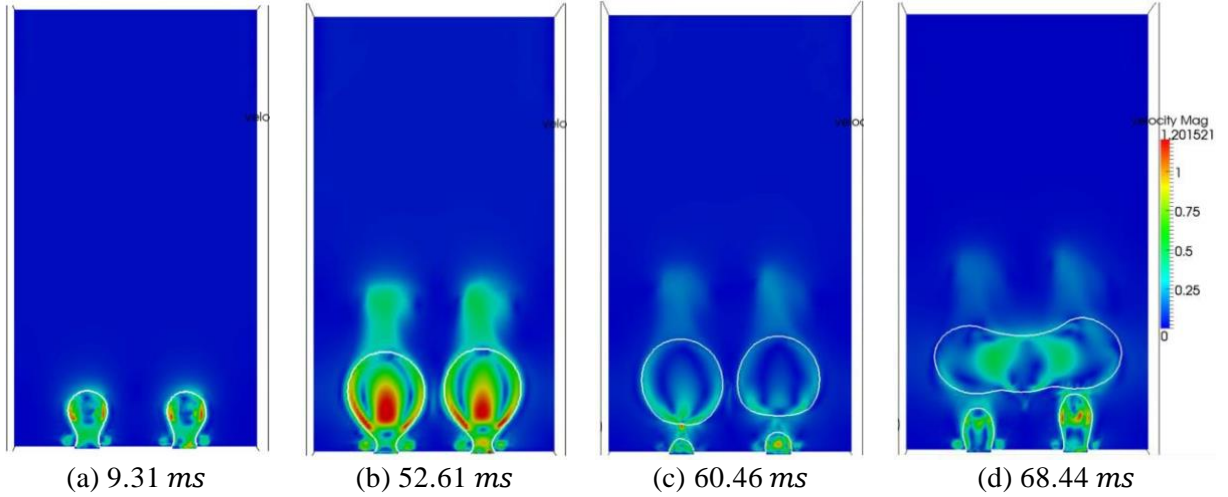 velo
velo
veloc
velocity Mag
1.201521
1
0.75
0.5
0.25
0
(a) 9.31 ms
(b) 52.61 ms
(c) 60.46 ms
(d) 68.44 ms